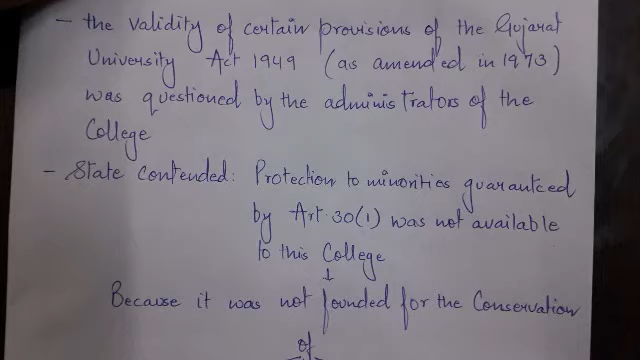 - the validity of certain provisions of the Gujarat
University Act 1949 (as amended in 1973)
was questioned by the administrators of the
College
- State contended: Protection to minorities guaranteed
by Art. 30(1) was not available
to this College
↓
Because it was not founded for the Conservation
of